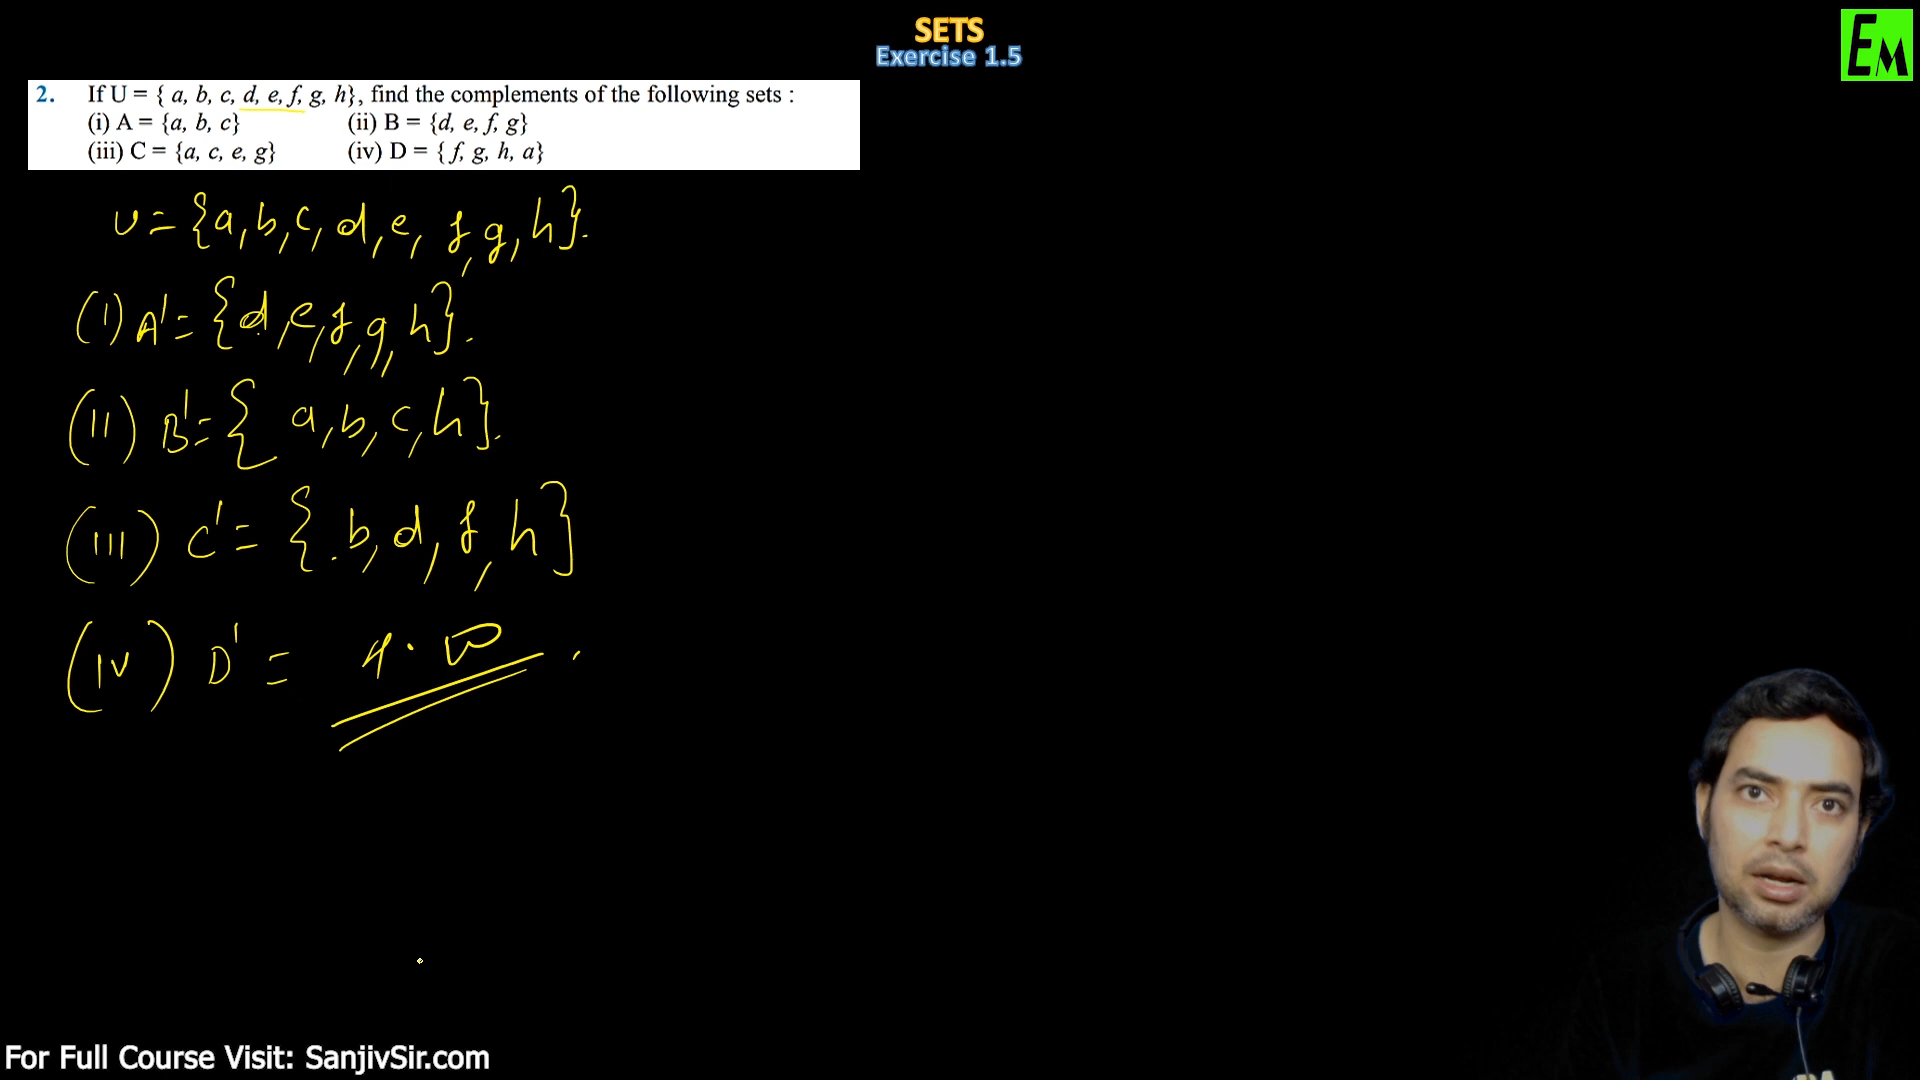 SETS
Exercise 1.5
EM
2. If U = { a, b, c, d, e, f, g, h}, find the complements of the following sets :
(i) A = {a, b, c} (ii) B = {d, e, f, g}
(iii) C = {a, c, e, g} (iv) D = { f, g, h, a}
U = {a, b, c, d, e, f, g, h}.
(i) A' = {d, e, f, g, h}.
(ii) B' = { a, b, c, h}.
(iii) C' = {b, d, f, h}
(iv) D' =
For Full Course Visit: SanjivSir.com